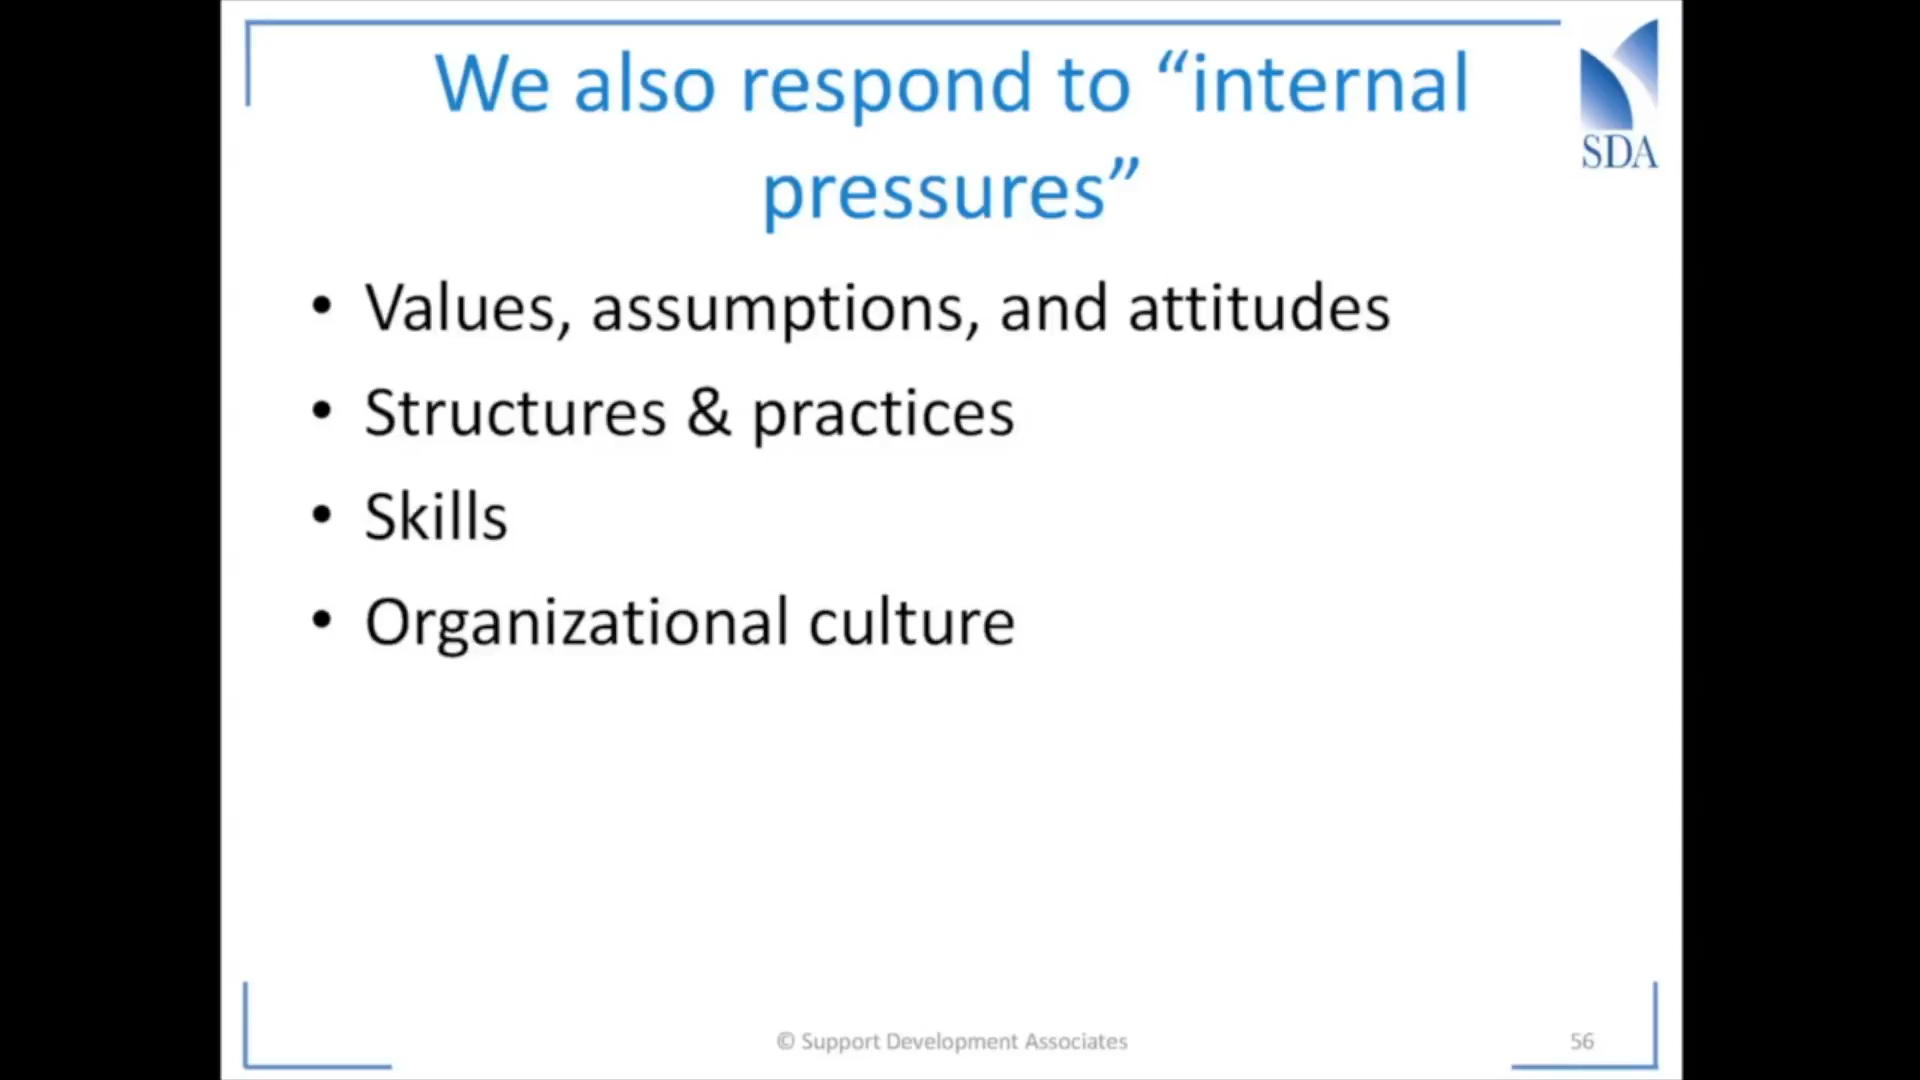 We also respond to “internal
pressures”
SDA
• Values, assumptions, and attitudes
• Structures & practices
• Skills
• Organizational culture
© Support Development Associates
56